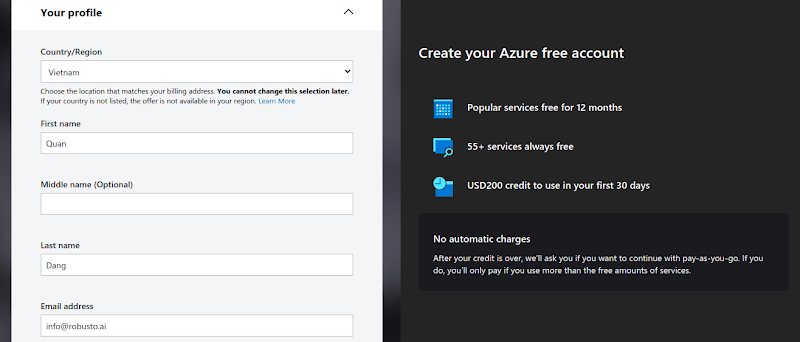 Your profile
Country/Region
Vietnam
Choose the location that matches your billing address. You cannot change this selection later.
If your country is not listed, the offer is not available in your region. Learn More
First name
Quan
Middle name (Optional)
Last name
Dang
Email address
info@robusto.ai
Create your Azure free account
Popular services free for 12 months
55+ services always free
USD200 credit to use in your first 30 days
No automatic charges
After your credit is over, we'll ask you if you want to continue with pay-as-you-go. If you
do, you'll only pay if you use more than the free amounts of services.